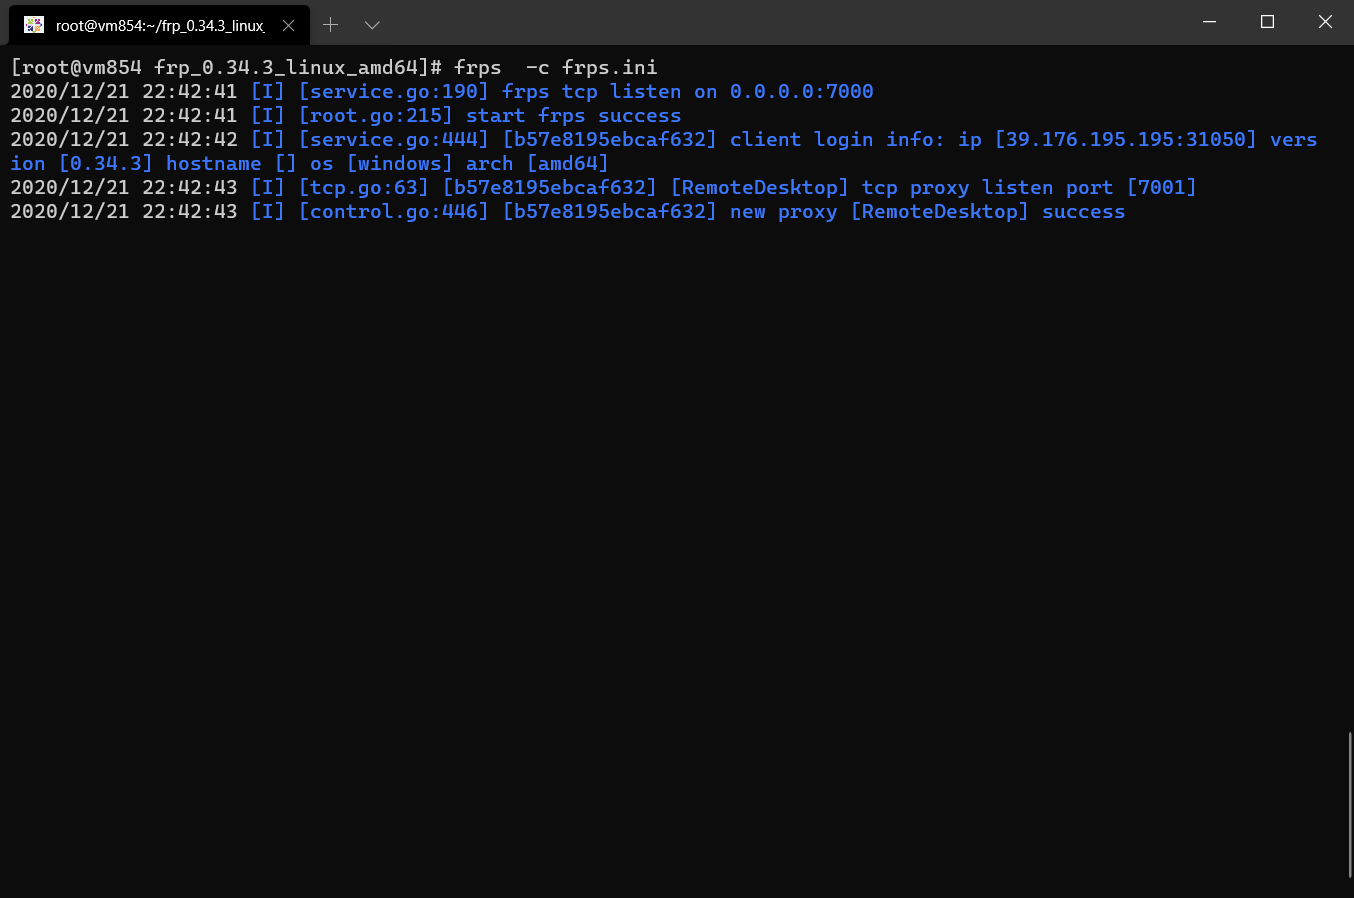 root@vm854:~/frp_0.34.3_linux_
[root@vm854 frp_0.34.3_linux_amd64]# frps  -c frps.ini
2020/12/21 22:42:41 [I] [service.go:190] frps tcp listen on 0.0.0.0:7000
2020/12/21 22:42:41 [I] [root.go:215] start frps success
2020/12/21 22:42:42 [I] [service.go:444] [b57e8195ebcaf632] client login info: ip [39.176.195.195:31050] vers
ion [0.34.3] hostname [] os [windows] arch [amd64]
2020/12/21 22:42:43 [I] [tcp.go:63] [b57e8195ebcaf632] [RemoteDesktop] tcp proxy listen port [7001]
2020/12/21 22:42:43 [I] [control.go:446] [b57e8195ebcaf632] new proxy [RemoteDesktop] success